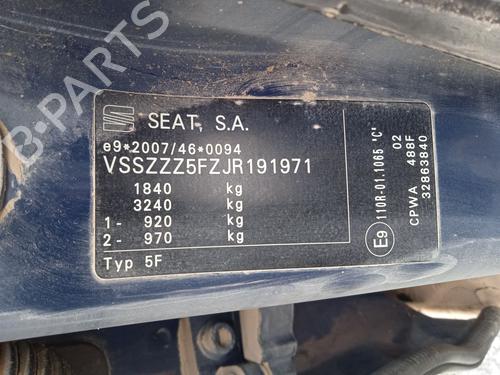 SEAT, S.A.
e9*2007/46*0094
VSSZZZ5FZJR191971
1840 kg
3240 kg
1- 920 kg
2- 970 kg
Typ 5F
E9
110R-01.1065 'C'
02
CPWA 488F
32863840
B-PARTS